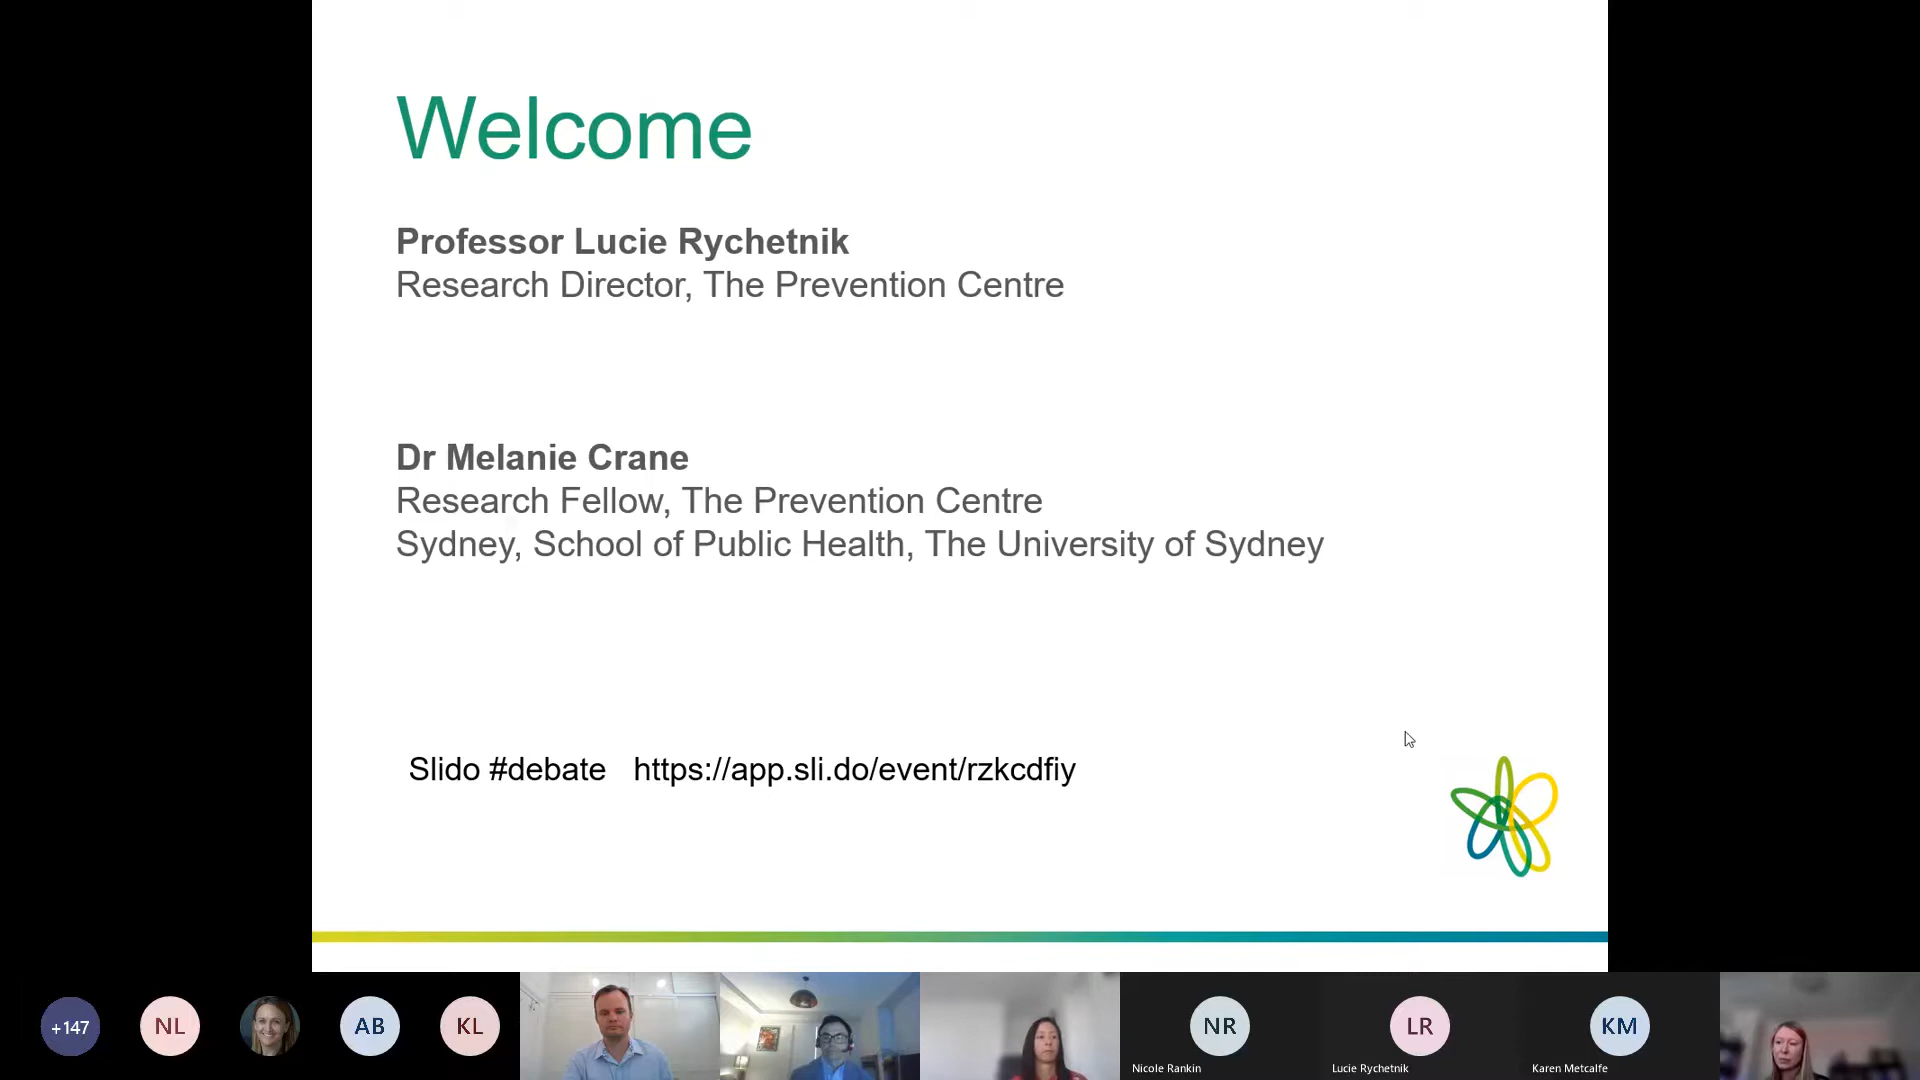 Welcome
Professor Lucie Rychetnik
Research Director, The Prevention Centre
Dr Melanie Crane
Research Fellow, The Prevention Centre
Sydney, School of Public Health, The University of Sydney
Slido #debate https://app.sli.do/event/rzkcdfiy
+147
NL
AB
KL
NR
Nicole Rankin
LR
Lucie Rychetnik
KM
Karen Metcalfe